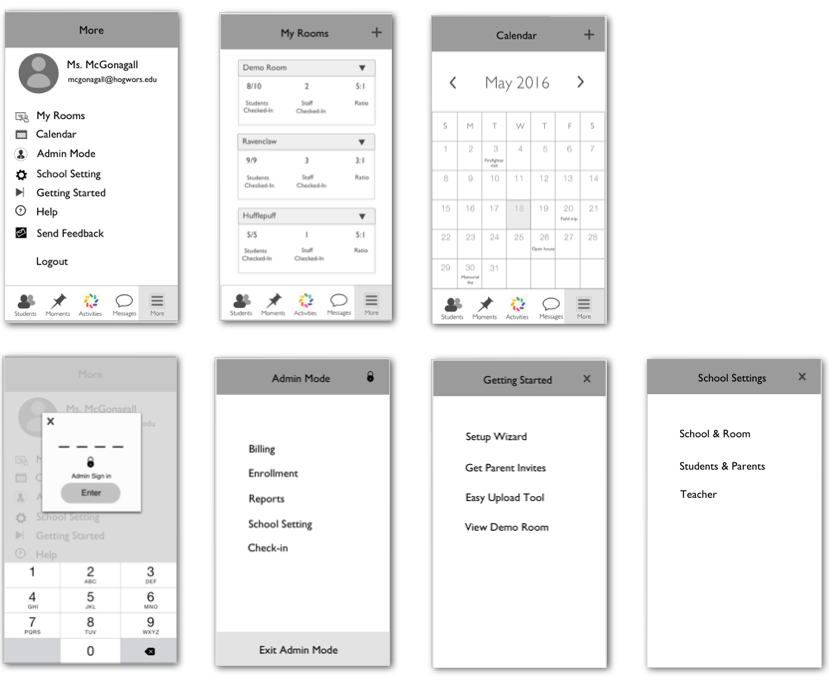 More
Ms. McGonagall
mcgonagall@hogwors.edu
My Rooms
Calendar
Admin Mode
School Setting
Getting Started
Help
Send Feedback
Logout
Students Moments Activities Messages More
My Rooms +
Demo Room
8/10 2 5:1
Students Staff Ratio
Checked-In Checked-In
Ravenclaw
9/9 3 3:1
Students Staff Ratio
Checked-In Checked-In
Hufflepuff
5/5 1 5:1
Students Staff Ratio
Checked-In Checked-In
Students Moments Activities Messages More
Calendar +
May 2016
S M T W T F S
1 2 3 4 5 6 7
Firefighter
visit
8 9 10 11 12 13 14
15 16 17 18 19 20 21
Field trip
22 23 24 25 26 27 28
Open house
29 30 31
Memorial
day
Students Moments Activities Messages More
More
Ms. McGonagall
edu
M
C
A
School Setting
Getting Started
Help
X
Admin Sign in
Enter
1 2 3
ABC DEF
4 5 6
GHI JKL MNO
7 8 9
PQRS TUV WXYZ
0
Admin Mode
Billing
Enrollment
Reports
School Setting
Check-in
Exit Admin Mode
Getting Started X
Setup Wizard
Get Parent Invites
Easy Upload Tool
View Demo Room
School Settings X
School & Room
Students & Parents
Teacher